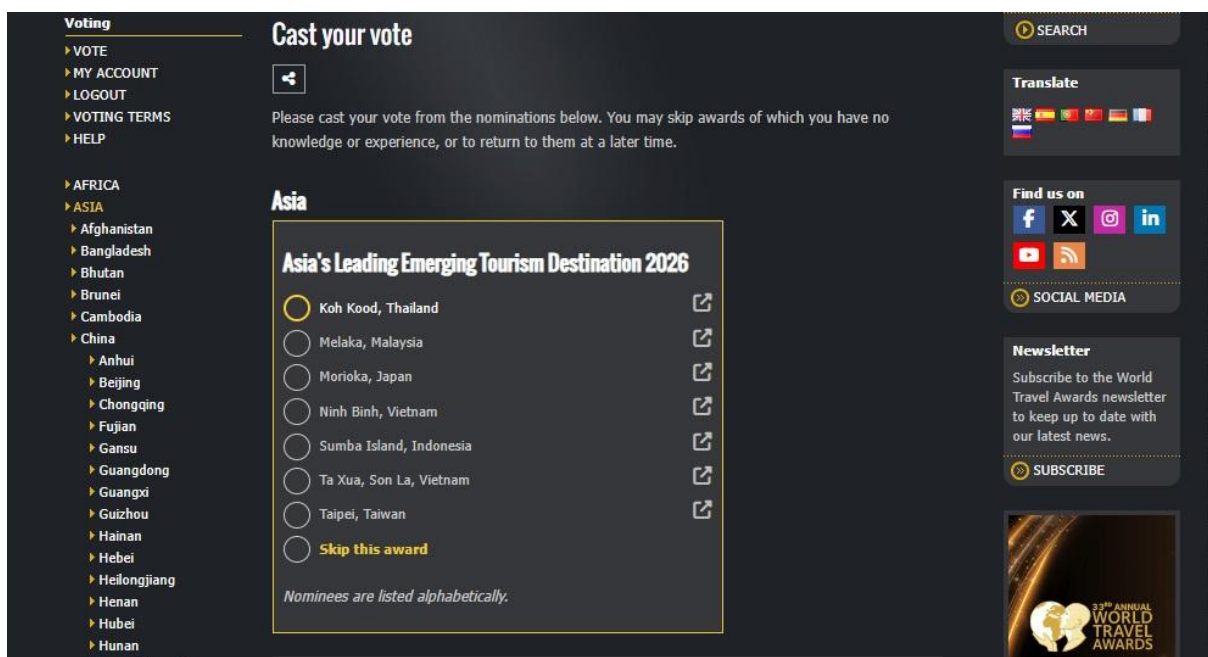 Voting
VOTE
MY ACCOUNT
LOGOUT
VOTING TERMS
HELP
AFRICA
ASIA
Afghanistan
Bangladesh
Bhutan
Brunei
Cambodia
China
Anhui
Beijing
Chongqing
Fujian
Gansu
Guangdong
Guangxi
Guizhou
Hainan
Hebei
Heilongjiang
Henan
Hubei
Hunan
Cast your vote
Please cast your vote from the nominations below. You may skip awards of which you have no
knowledge or experience, or to return to them at a later time.
Asia
Asia's Leading Emerging Tourism Destination 2026
Koh Kood, Thailand
Melaka, Malaysia
Morioka, Japan
Ninh Binh, Vietnam
Sumba Island, Indonesia
Ta Xua, Son La, Vietnam
Taipei, Taiwan
Skip this award
Nominees are listed alphabetically.
SEARCH
Translate
Find us on
SOCIAL MEDIA
Newsletter
Subscribe to the World
Travel Awards newsletter
to keep up to date with
our latest news.
SUBSCRIBE
33RD ANNUAL
WORLD
TRAVEL
AWARDS